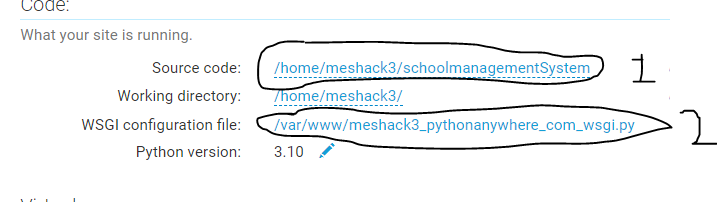 Code:
What your site is running.
Source code: /home/meshack3/schoolmanagementSystem 1
Working directory: /home/meshack3/
WSGI configuration file: /var/www/meshack3_pythonanywhere_com_wsgi.py 2
Python version: 3.10